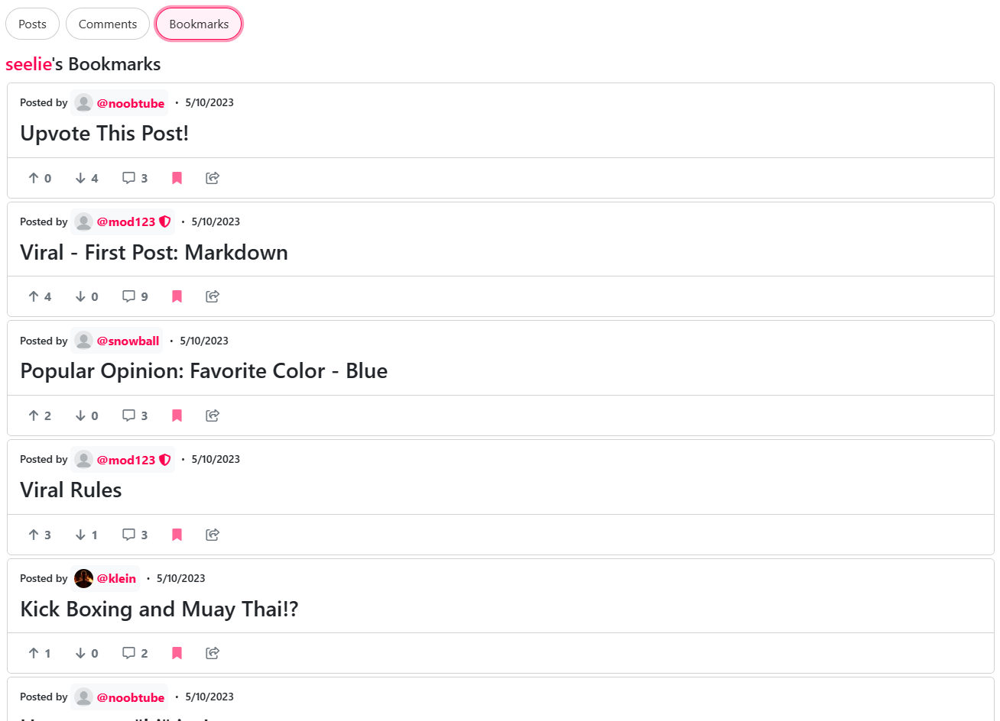 Posts Comments Bookmarks
seelie's Bookmarks
Posted by @noobtube · 5/10/2023
Upvote This Post!
0 4 3
Posted by @mod123 · 5/10/2023
Viral - First Post: Markdown
4 0 9
Posted by @snowball · 5/10/2023
Popular Opinion: Favorite Color - Blue
2 0 3
Posted by @mod123 · 5/10/2023
Viral Rules
3 1 3
Posted by @klein · 5/10/2023
Kick Boxing and Muay Thai!?
1 0 2
Posted by @noobtube · 5/10/2023